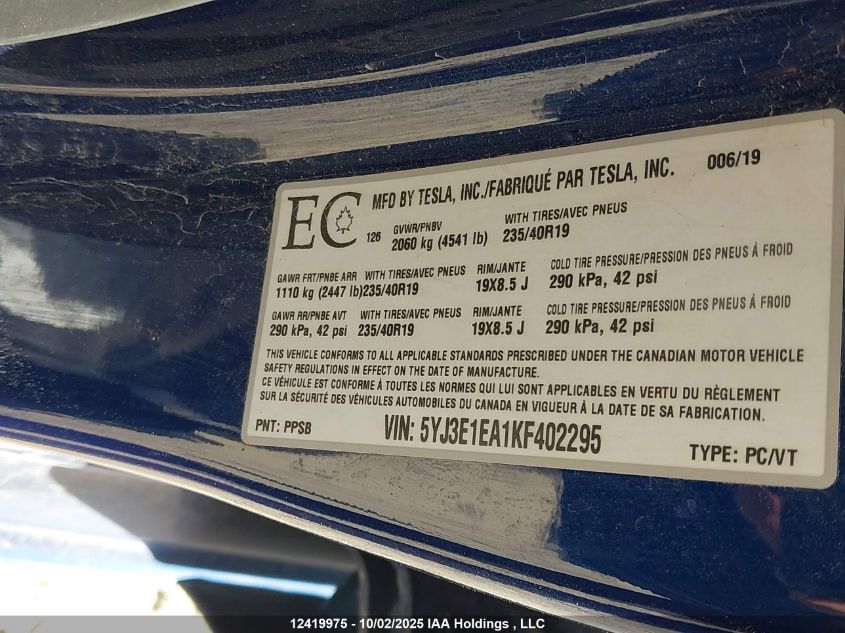 EC
MFD BY TESLA, INC./FABRIQUÉ PAR TESLA, INC. 006/19
126
GVWR/PNBV WITH TIRES/AVEC PNEUS
2060 kg (4541 lb) 235/40R19
GAWR FRT/PNBE ARR WITH TIRES/AVEC PNEUS RIM/JANTE COLD TIRE PRESSURE/PRESSION DES PNEUS À FROID
1110 kg (2447 lb)235/40R19 19X8.5 J 290 kPa, 42 psi
GAWR RR/PNBE AVT WITH TIRES/AVEC PNEUS RIM/JANTE COLD TIRE PRESSURE/PRESSION DES PNEUS À FROID
290 kPa, 42 psi 235/40R19 19X8.5 J 290 kPa, 42 psi
THIS VEHICLE CONFORMS TO ALL APPLICABLE STANDARDS PRESCRIBED UNDER THE CANADIAN MOTOR VEHICLE
SAFETY REGULATIONS IN EFFECT ON THE DATE OF MANUFACTURE.
CE VÉHICULE EST CONFORME À TOUTES LES NORMES QUI LUI SONT APPLICABLES EN VERTU DU RÈGLEMENT
SUR LA SÉCURITÉ DES VÉHICULES AUTOMOBILES DU CANADA EN VIGUEUR À LA DATE DE SA FABRICATION.
PNT: PPSB VIN: 5YJ3E1EA1KF402295 TYPE: PC/VT
12419975 - 10/02/2025 IAA Holdings , LLC